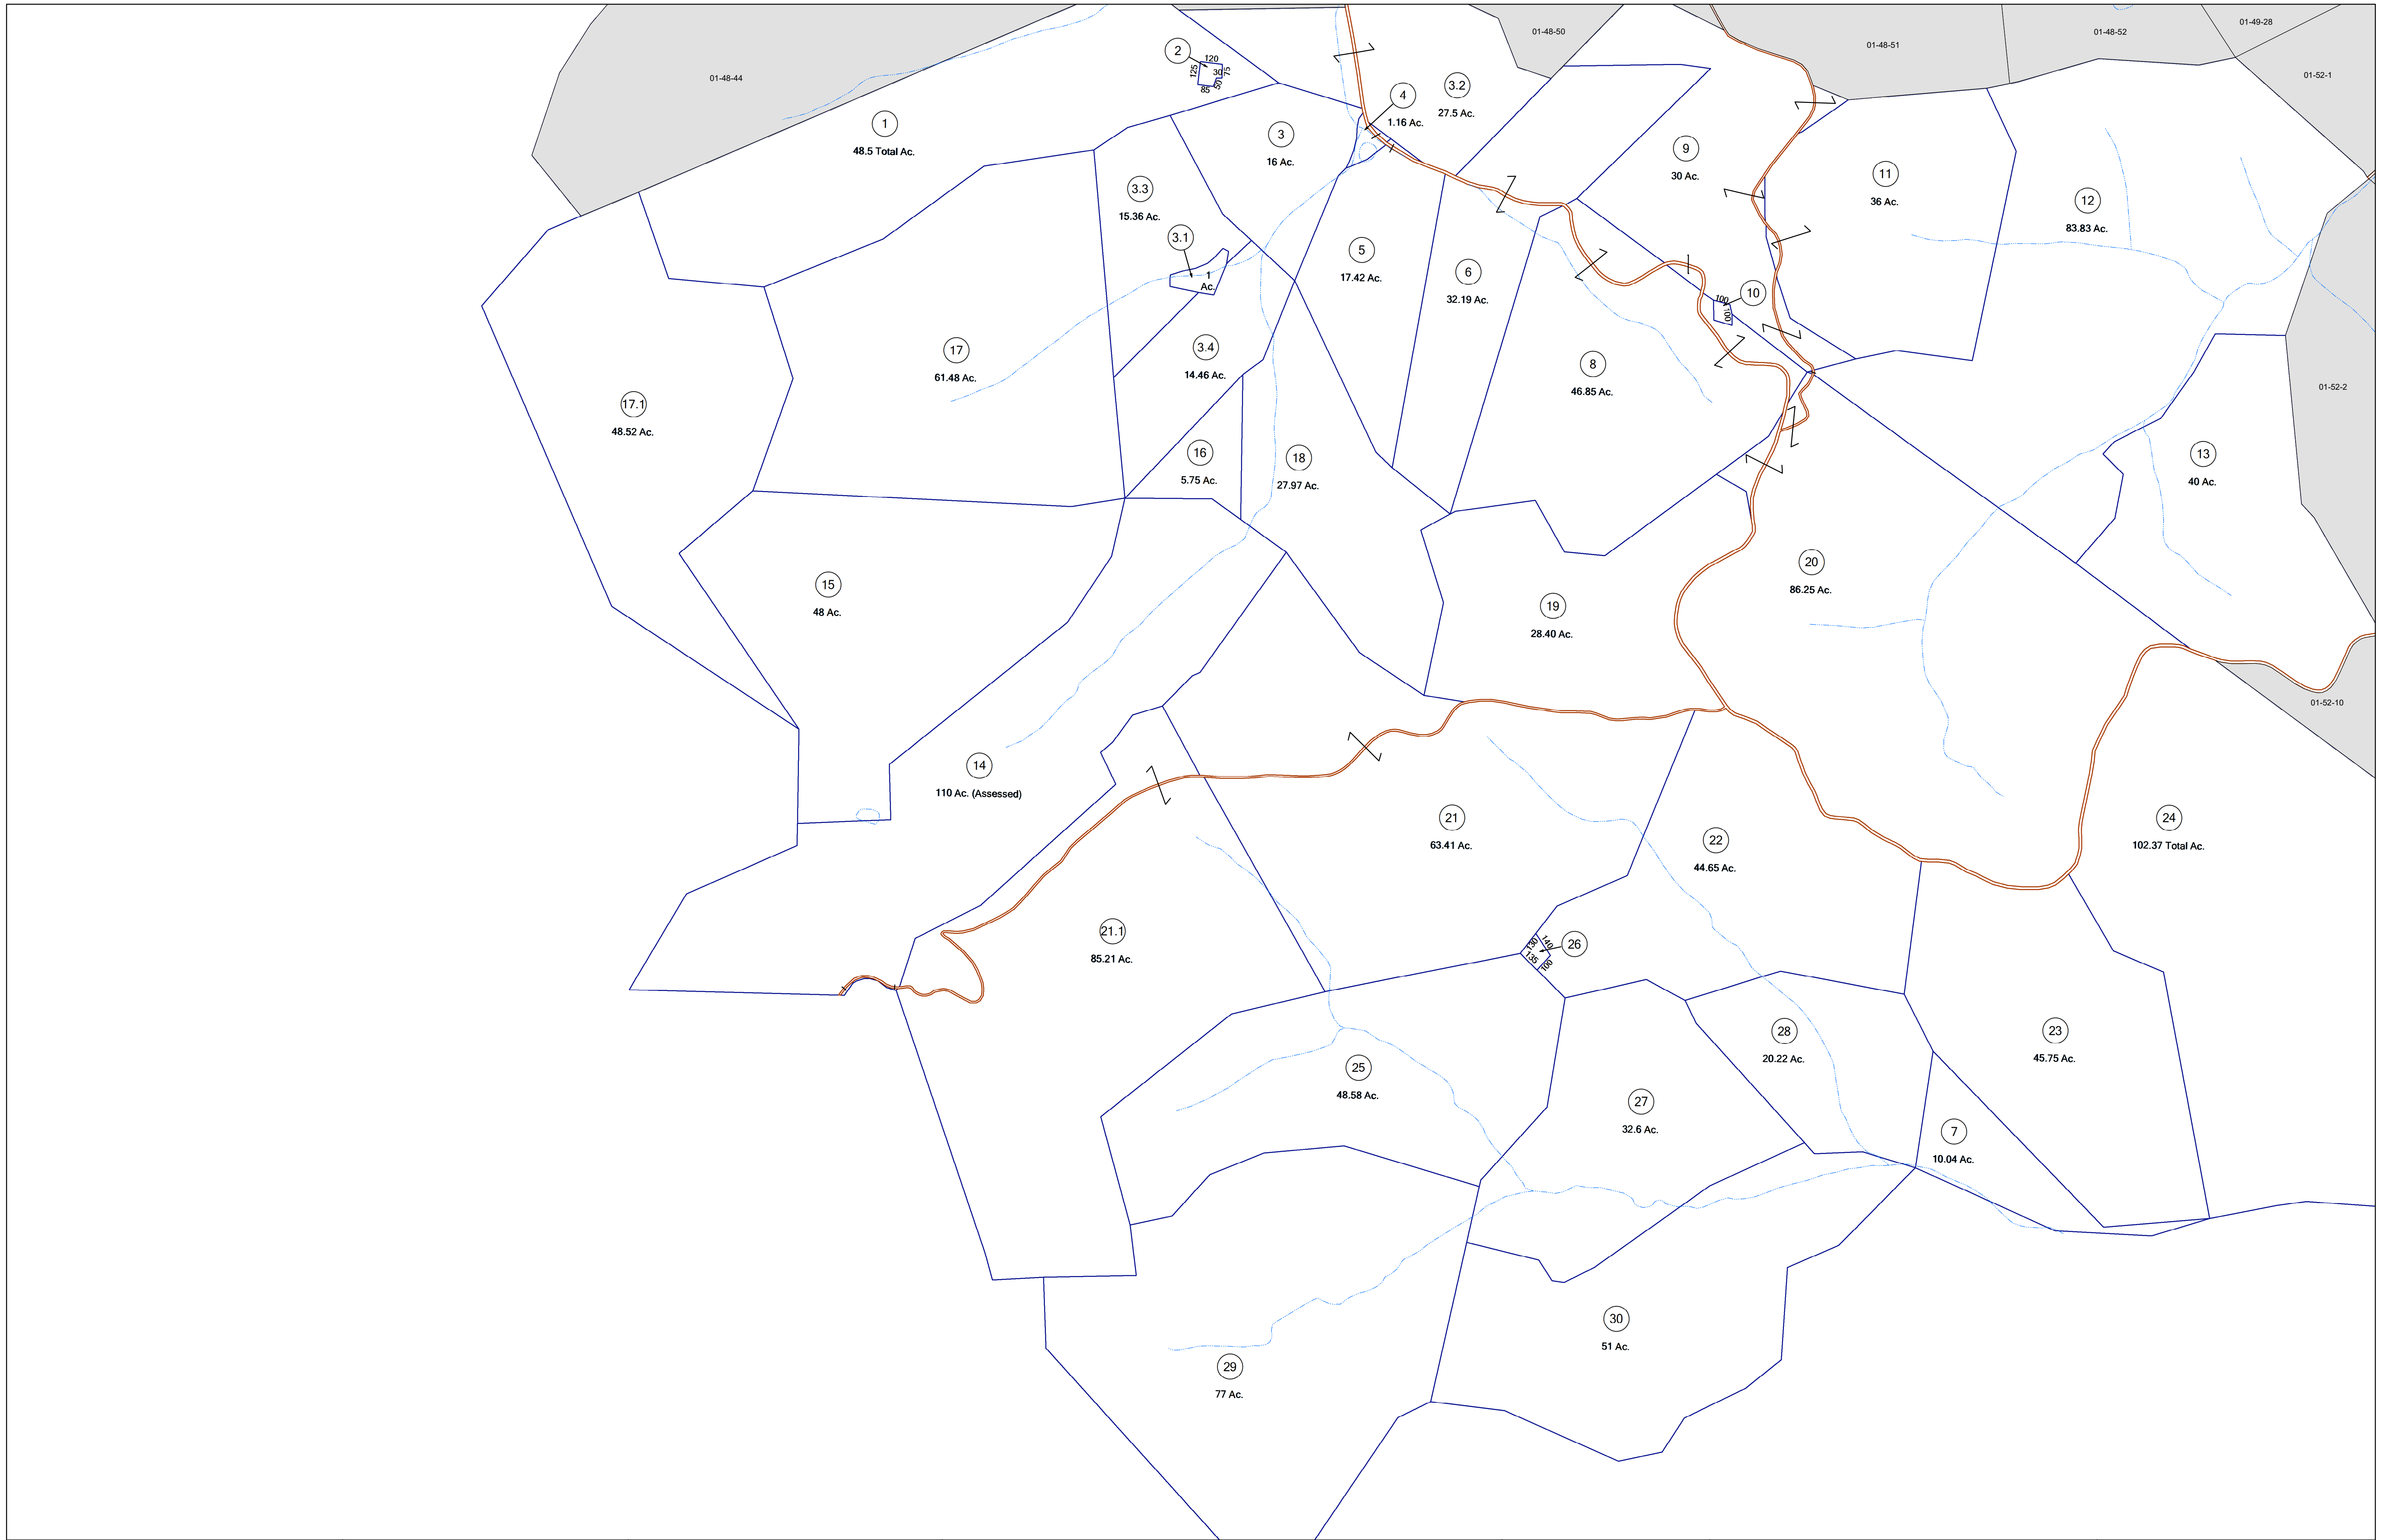 01-49-28
01-48-50
01-48-51
01-48-52
01-52-1
01-48-44
2
120
125
30
75
50
85
3.2
27.5 Ac.
4
1.16 Ac.
1
48.5 Total Ac.
3
16 Ac.
9
30 Ac.
11
36 Ac.
12
83.83 Ac.
3.3
15.36 Ac.
3.1
1
Ac.
5
17.42 Ac.
6
32.19 Ac.
10
100
100
17
61.48 Ac.
3.4
14.46 Ac.
8
46.85 Ac.
01-52-2
17.1
48.52 Ac.
16
5.75 Ac.
18
27.97 Ac.
13
40 Ac.
15
48 Ac.
19
28.40 Ac.
20
86.25 Ac.
01-52-10
14
110 Ac. (Assessed)
21
63.41 Ac.
22
44.65 Ac.
24
102.37 Total Ac.
21.1
85.21 Ac.
26
130
140
135
100
25
48.58 Ac.
28
20.22 Ac.
23
45.75 Ac.
27
32.6 Ac.
7
10.04 Ac.
30
51 Ac.
29
77 Ac.